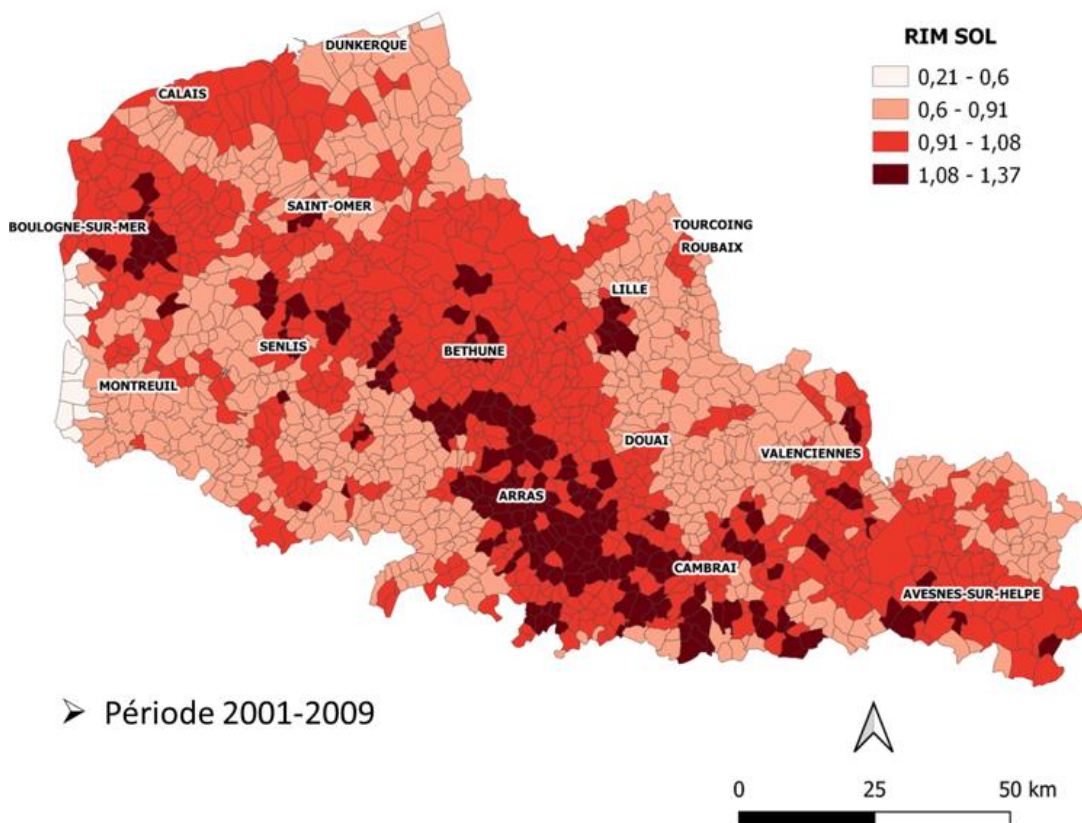 RIM SOL
0,21 - 0,6
0,6 - 0,91
0,91 - 1,08
1,08 - 1,37
DUNKERQUE
CALAIS
SAINT-OMER
BOULOGNE-SUR-MER
TOURCOING
ROUBAIX
LILLE
SENLIS
BETHUNE
MONTREUIL
DOUAI
VALENCIENNES
ARRAS
CAMBRAI
AVESNES-SUR-HELPE
➢ Période 2001-2009
0 25 50 km